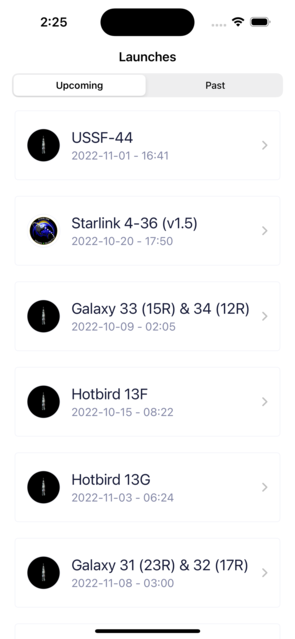 2:25
Launches
Upcoming
Past
USSF-44
2022-11-01 - 16:41
Starlink 4-36 (v1.5)
2022-10-20 - 17:50
Galaxy 33 (15R) & 34 (12R)
2022-10-09 - 02:05
Hotbird 13F
2022-10-15 - 08:22
Hotbird 13G
2022-11-03 - 06:24
Galaxy 31 (23R) & 32 (17R)
2022-11-08 - 03:00